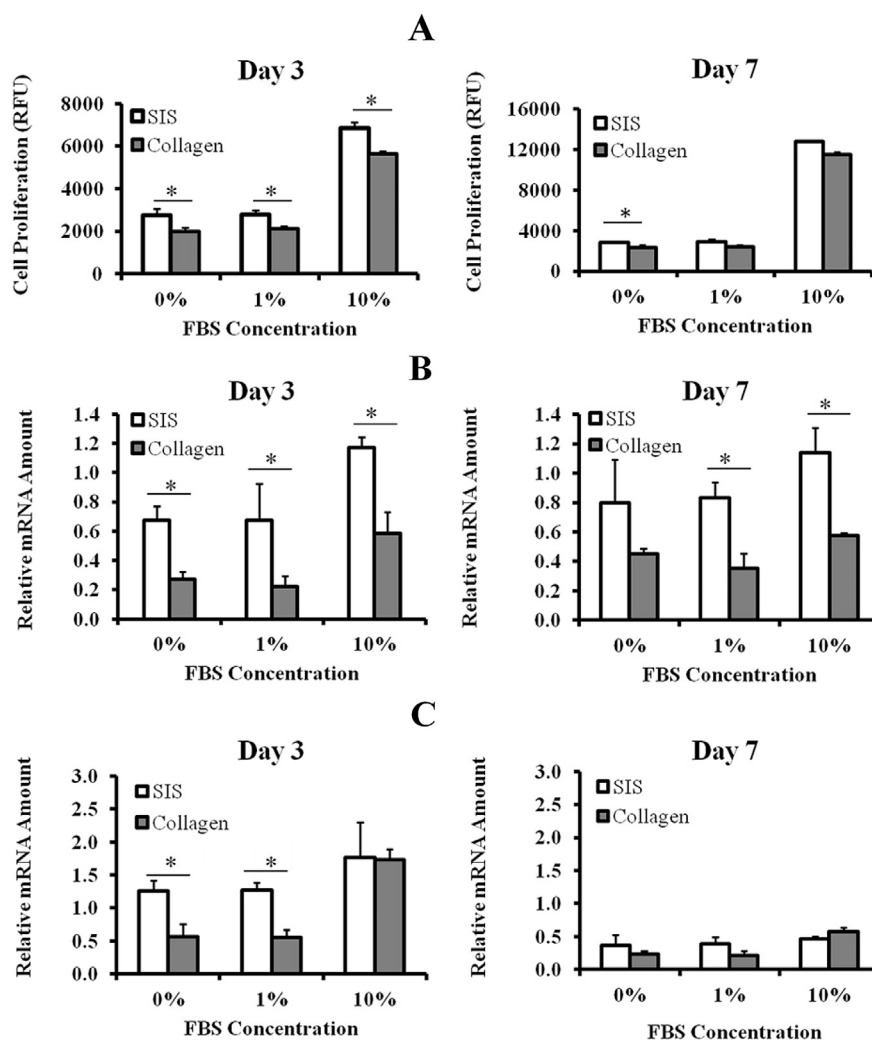 A
Day 3
Cell Proliferation (RFU)
8000
6000
4000
2000
0
SIS
Collagen
*
*
*
0% 1% 10%
FBS Concentration
Day 7
Cell Proliferation (RFU)
16000
12000
8000
4000
0
SIS
Collagen
*
0% 1% 10%
FBS Concentration
B
Day 3
Relative mRNA Amount
1.4
1.2
1.0
0.8
0.6
0.4
0.2
0.0
SIS
Collagen
*
*
*
0% 1% 10%
FBS Concentration
Day 7
Relative mRNA Amount
1.4
1.2
1.0
0.8
0.6
0.4
0.2
0.0
SIS
Collagen
*
*
0% 1% 10%
FBS Concentration
C
Day 3
Relative mRNA Amount
3.0
2.5
2.0
1.5
1.0
0.5
0.0
SIS
Collagen
*
*
0% 1% 10%
FBS Concentration
Day 7
Relative mRNA Amount
3.0
2.5
2.0
1.5
1.0
0.5
0.0
SIS
Collagen
0% 1% 10%
FBS Concentration